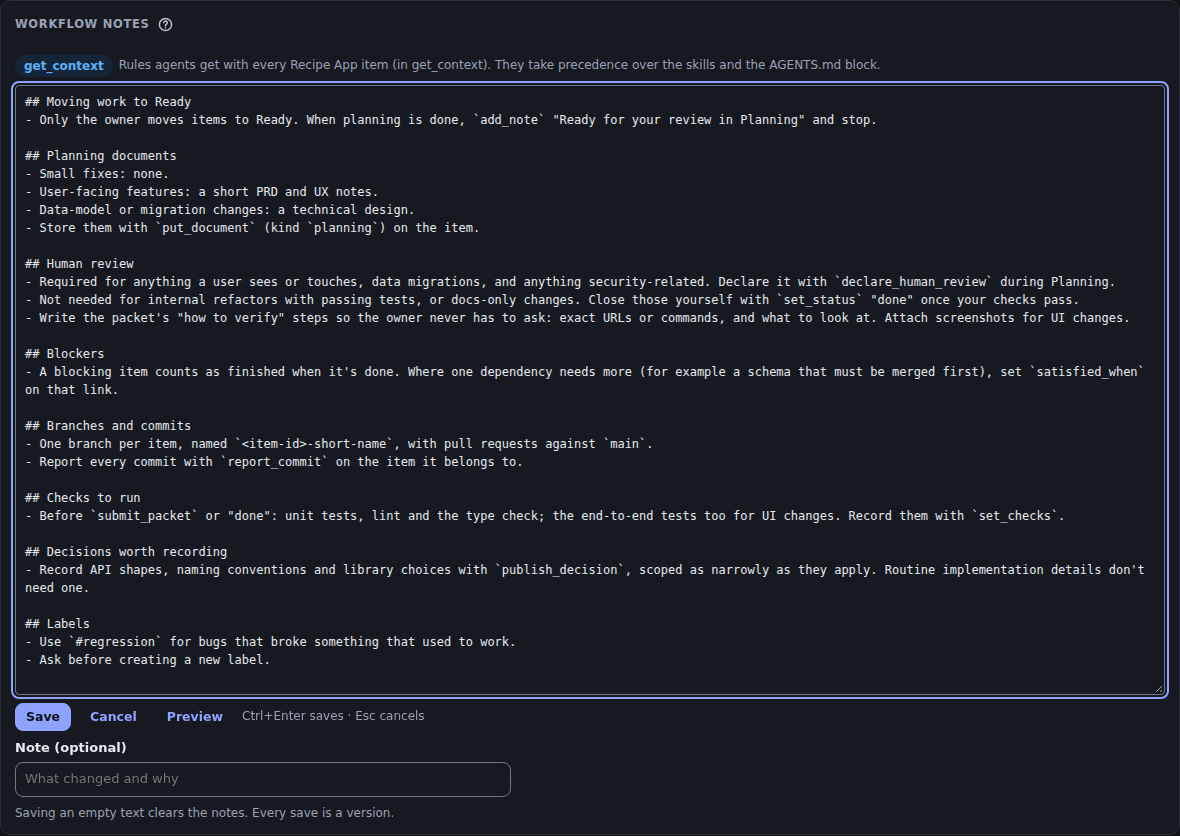 WORKFLOW NOTES ?
get_context Rules agents get with every Recipe App item (in get_context). They take precedence over the skills and the AGENTS.md block.
## Moving work to Ready
- Only the owner moves items to Ready. When planning is done, `add_note` "Ready for your review in Planning" and stop.
## Planning documents
- Small fixes: none.
- User-facing features: a short PRD and UX notes.
- Data-model or migration changes: a technical design.
- Store them with `put_document` (kind `planning`) on the item.
## Human review
- Required for anything a user sees or touches, data migrations, and anything security-related. Declare it with `declare_human_review` during Planning.
- Not needed for internal refactors with passing tests, or docs-only changes. Close those yourself with `set_status` "done" once your checks pass.
- Write the packet's "how to verify" steps so the owner never has to ask: exact URLs or commands, and what to look at. Attach screenshots for UI changes.
## Blockers
- A blocking item counts as finished when it's done. Where one dependency needs more (for example a schema that must be merged first), set `satisfied_when`
on that link.
## Branches and commits
- One branch per item, named `<item-id>-short-name`, with pull requests against `main`.
- Report every commit with `report_commit` on the item it belongs to.
## Checks to run
- Before `submit_packet` or "done": unit tests, lint and the type check; the end-to-end tests too for UI changes. Record them with `set_checks`.
## Decisions worth recording
- Record API shapes, naming conventions and library choices with `publish_decision`, scoped as narrowly as they apply. Routine implementation details don't
need one.
## Labels
- Use `#regression` for bugs that broke something that used to work.
- Ask before creating a new label.
Save Cancel Preview Ctrl+Enter saves · Esc cancels
Note (optional)
What changed and why
Saving an empty text clears the notes. Every save is a version.